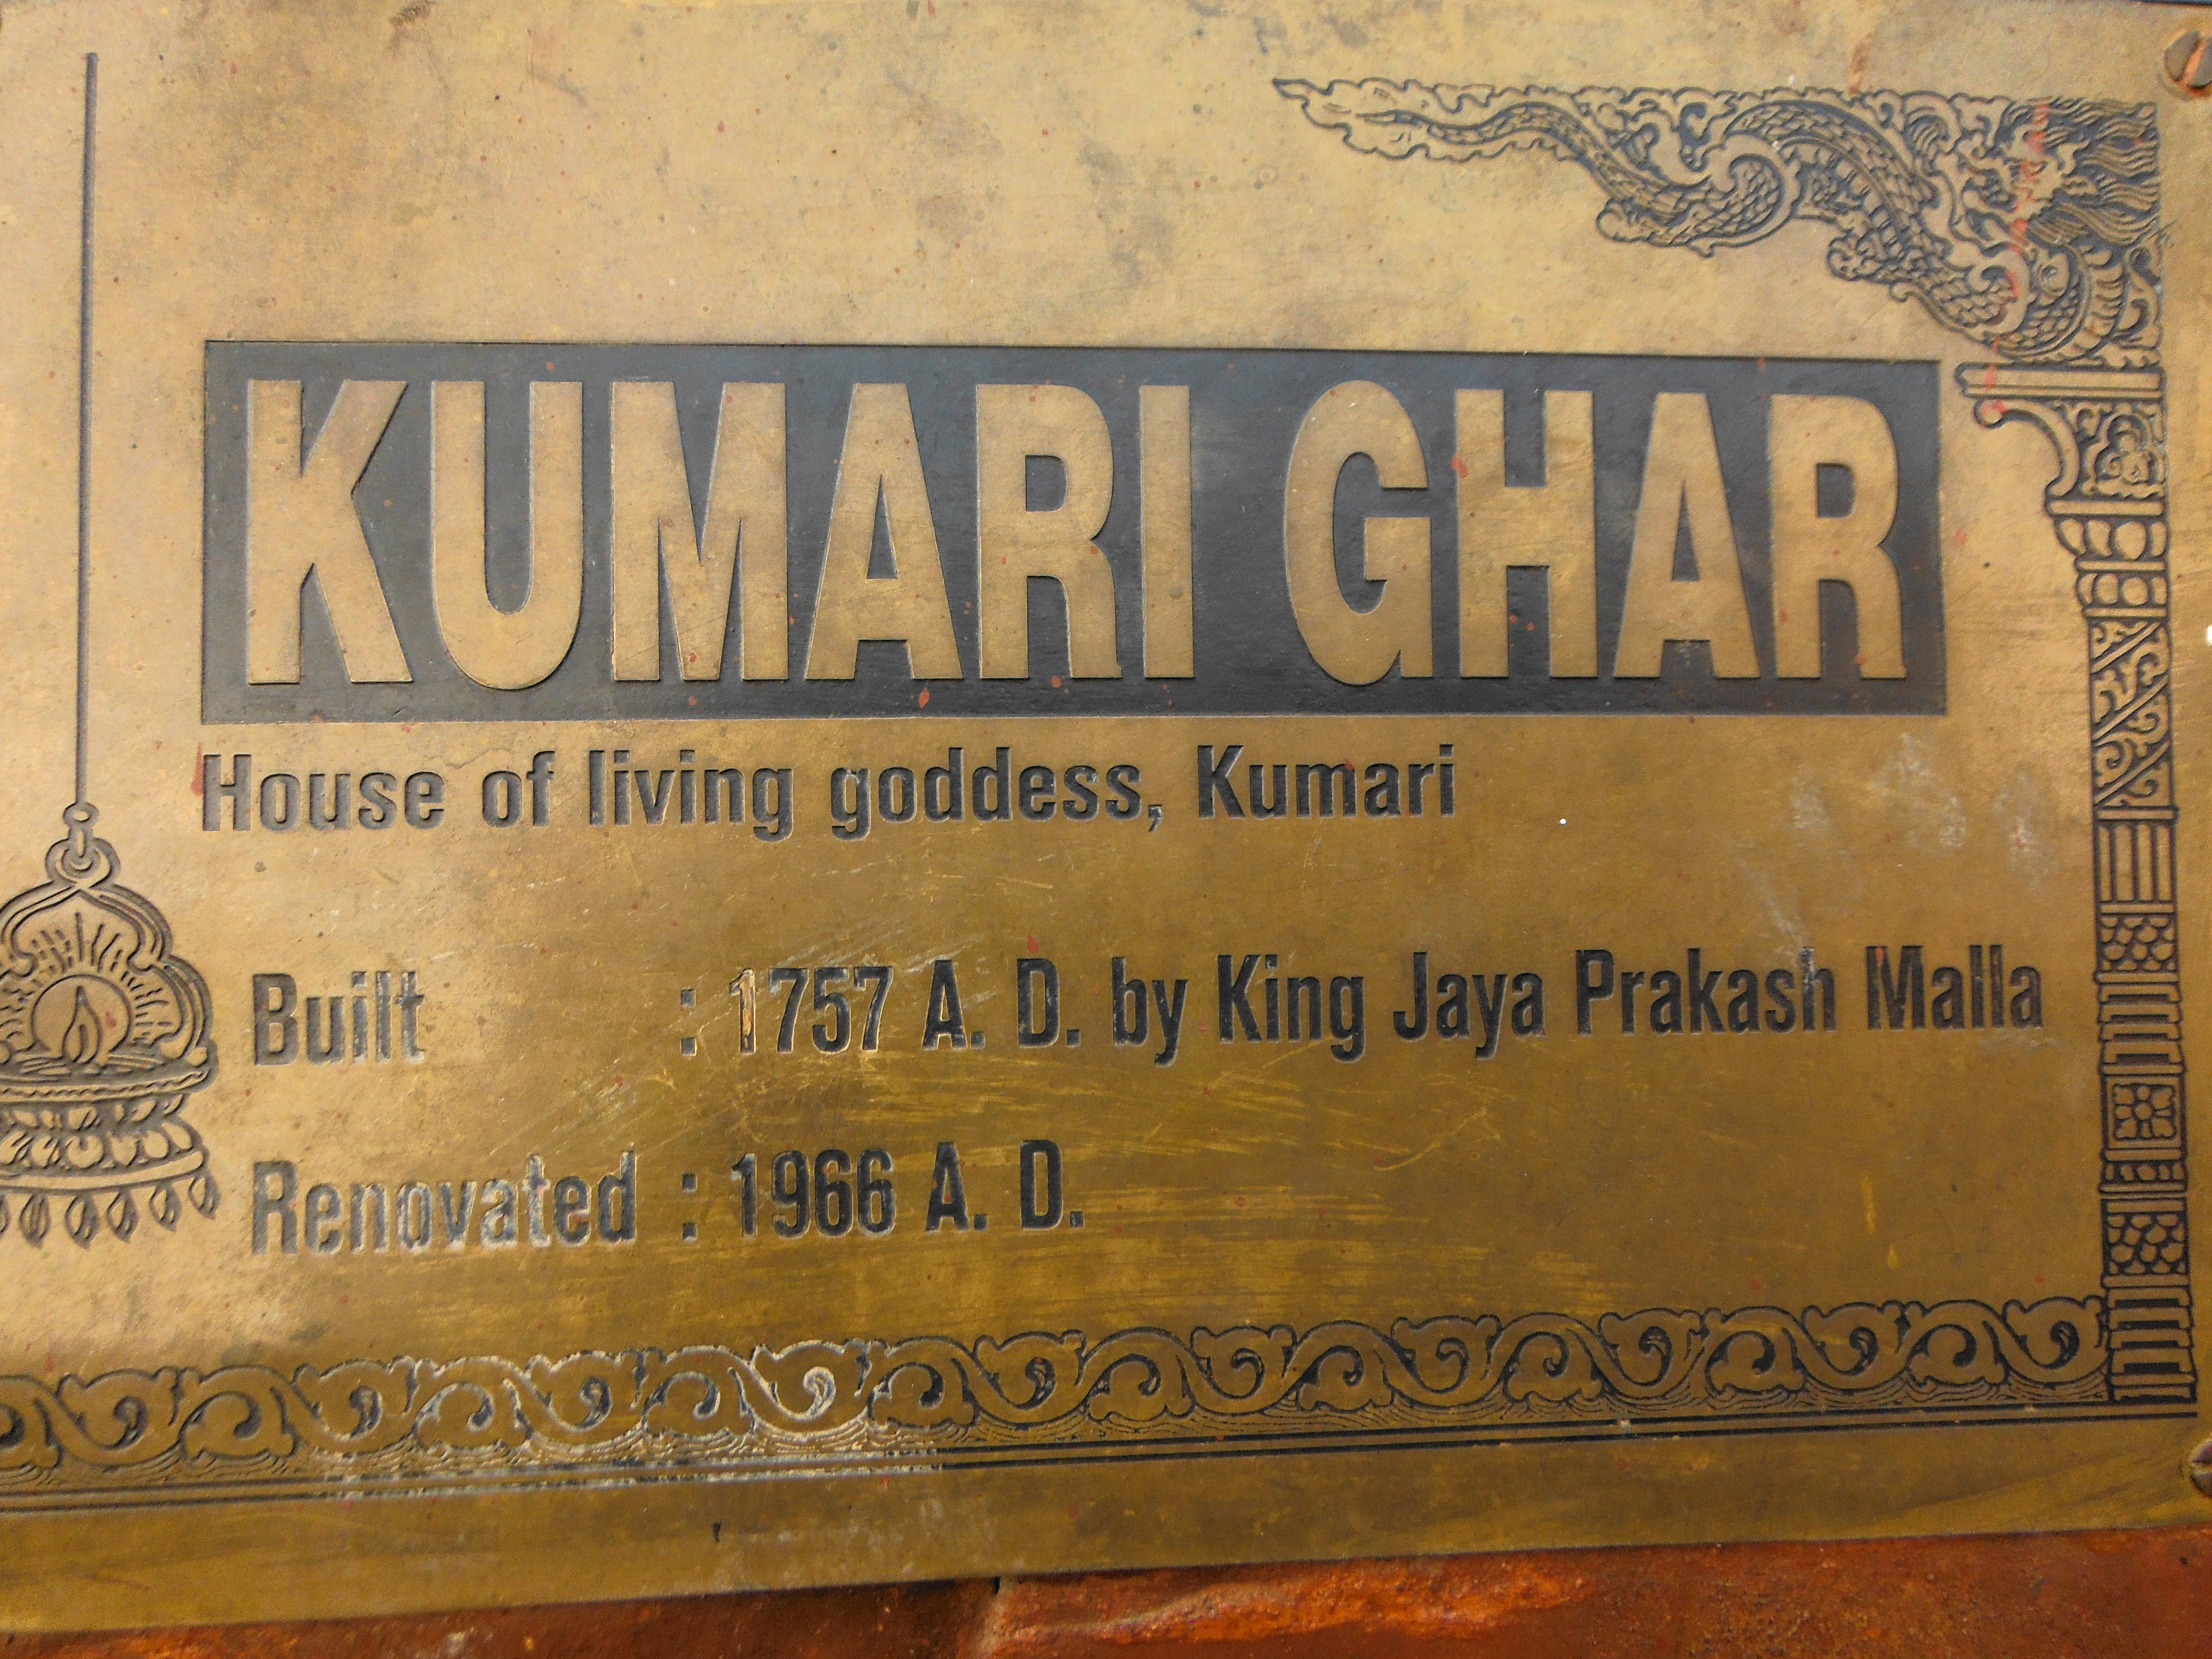 KUMARI GHAR
House of living goddess, Kumari
Built : 1757 A. D. by King Jaya Prakash Malla
Renovated : 1966 A. D.